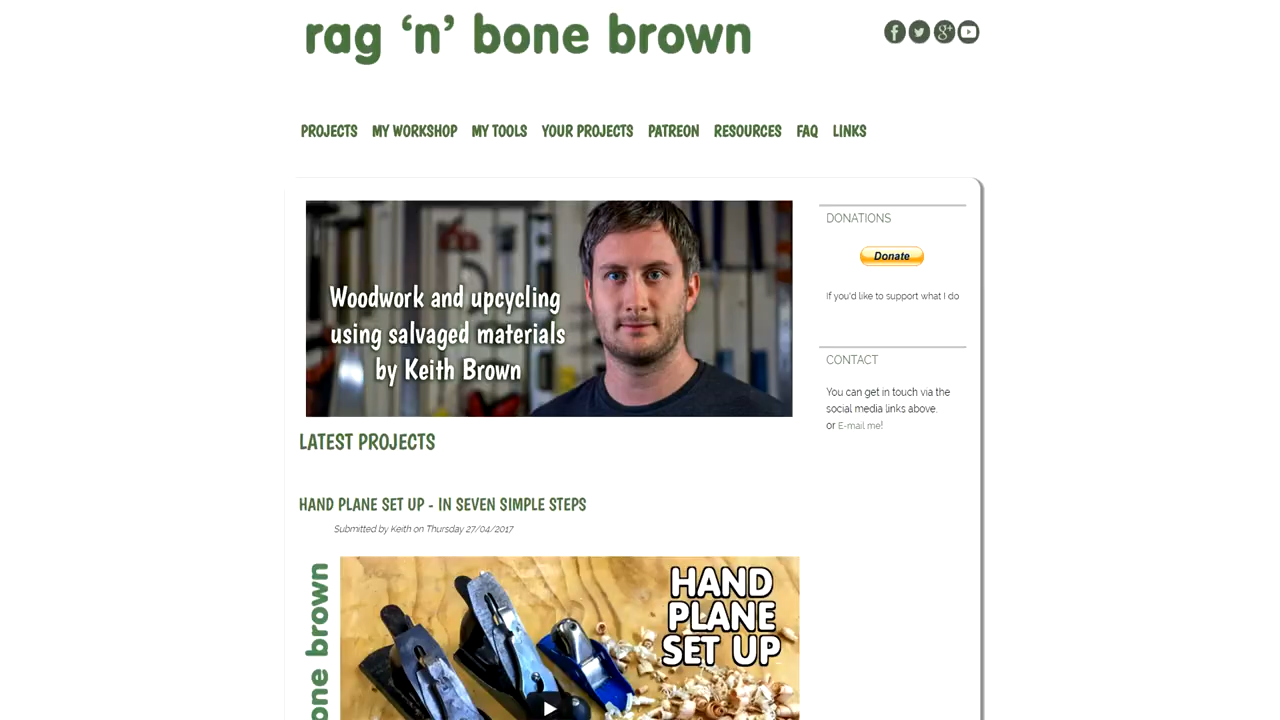 rag ‘n’ bone brown
PROJECTS MY WORKSHOP MY TOOLS YOUR PROJECTS PATREON RESOURCES FAQ LINKS
Woodwork and upcycling
using salvaged materials
by Keith Brown
DONATIONS
Donate
If you'd like to support what I do
CONTACT
You can get in touch via the
social media links above.
or E-mail me!
LATEST PROJECTS
HAND PLANE SET UP - IN SEVEN SIMPLE STEPS
Submitted by Keith on Thursday 27/04/2017
one brown
HAND
PLANE
SET UP